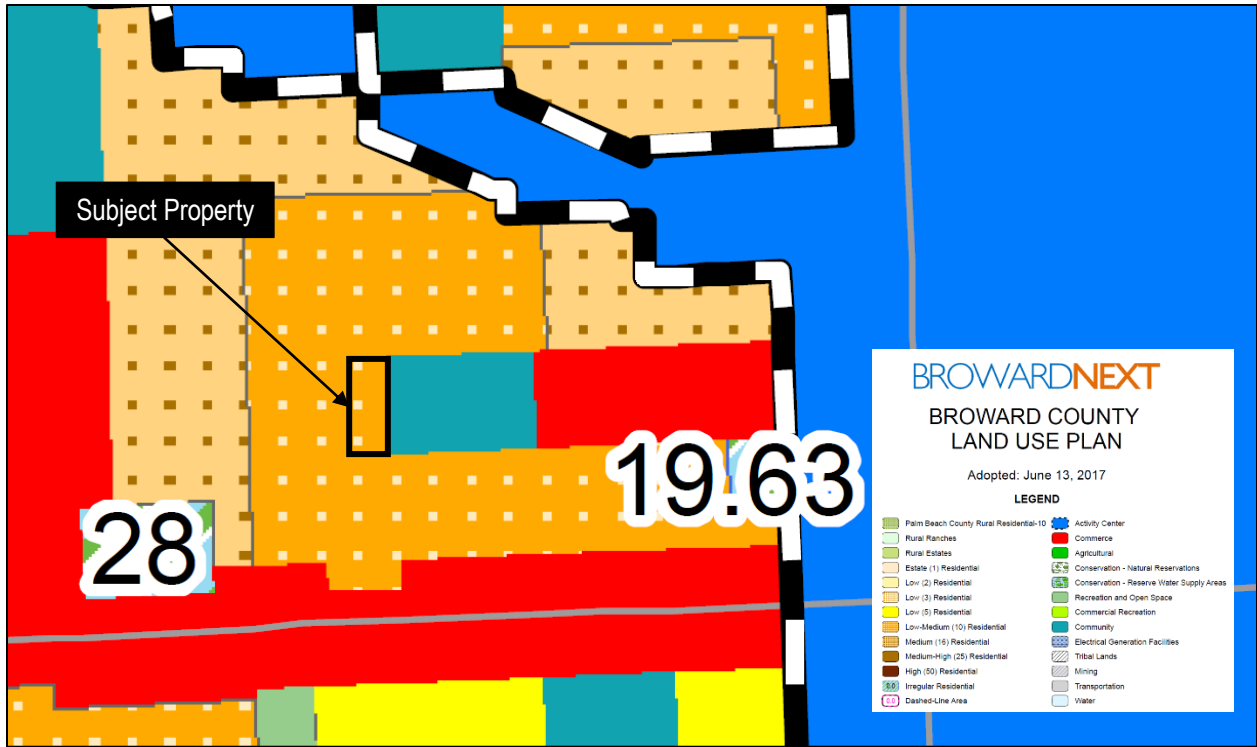 Subject Property
28
19.63
BROWARDNEXT
BROWARD COUNTY
LAND USE PLAN
Adopted: June 13, 2017
LEGEND
Palm Beach County Rural Residential-10
Rural Ranches
Rural Estates
Estate (1) Residential
Low (2) Residential
Low (3) Residential
Low (5) Residential
Low-Medium (10) Residential
Medium (16) Residential
Medium-High (25) Residential
High (50) Residential
0.0 Irregular Residential
0.0 Dashed-Line Area
Activity Center
Commerce
Agricultural
Conservation - Natural Reservations
Conservation - Reserve Water Supply Areas
Recreation and Open Space
Commercial Recreation
Community
Electrical Generation Facilities
Tribal Lands
Mining
Transportation
Water